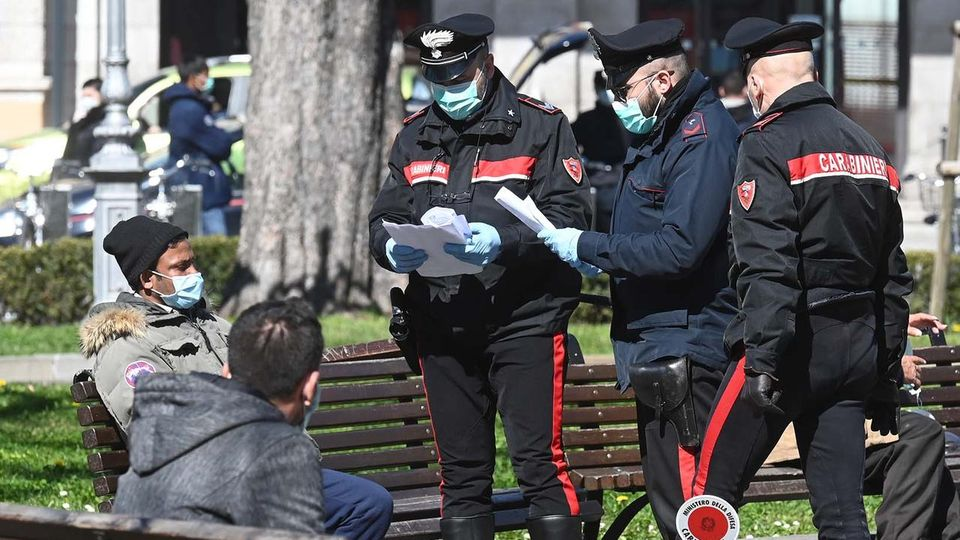 CARABINIERI
CARABINIERI
MINISTERO DELLA DIFESA